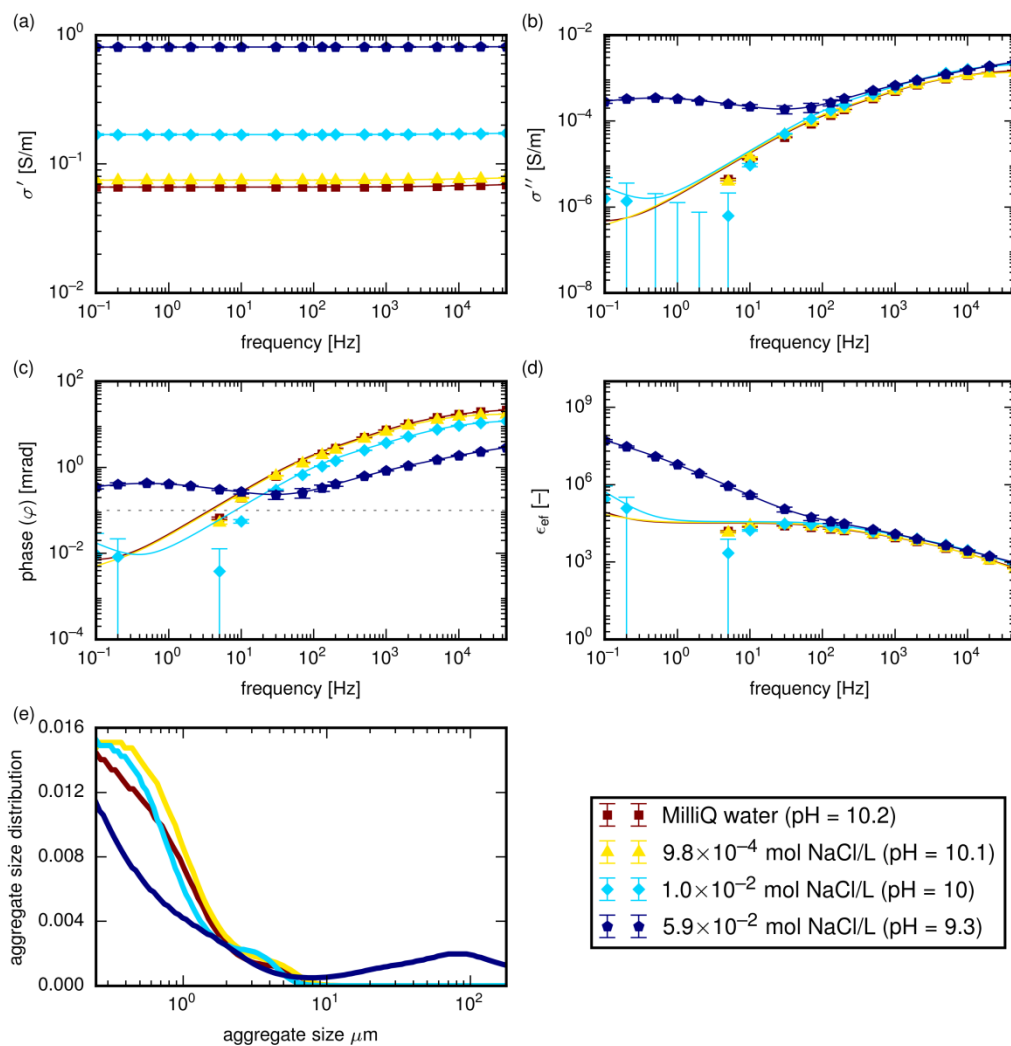 (a)
(b)
10⁰
10⁻¹
10⁻²
σ′ [S/m]
10⁻¹ 10⁰ 10¹ 10² 10³ 10⁴
frequency [Hz]
10⁻²
10⁻⁴
10⁻⁶
10⁻⁸
σ′′ [S/m]
10⁻¹ 10⁰ 10¹ 10² 10³ 10⁴
frequency [Hz]
(c)
(d)
10²
10⁰
10⁻²
10⁻⁴
phase (φ) [mrad]
10⁻¹ 10⁰ 10¹ 10² 10³ 10⁴
frequency [Hz]
10⁹
10⁶
10³
10⁰
ϵef [−]
10⁻¹ 10⁰ 10¹ 10² 10³ 10⁴
frequency [Hz]
(e)
0.016
0.012
0.008
0.004
0.000
aggregate size distribution
10⁰ 10¹ 10²
aggregate size μm
MilliQ water (pH = 10.2)
9.8×10⁻⁴ mol NaCl/L (pH = 10.1)
1.0×10⁻² mol NaCl/L (pH = 10)
5.9×10⁻² mol NaCl/L (pH = 9.3)